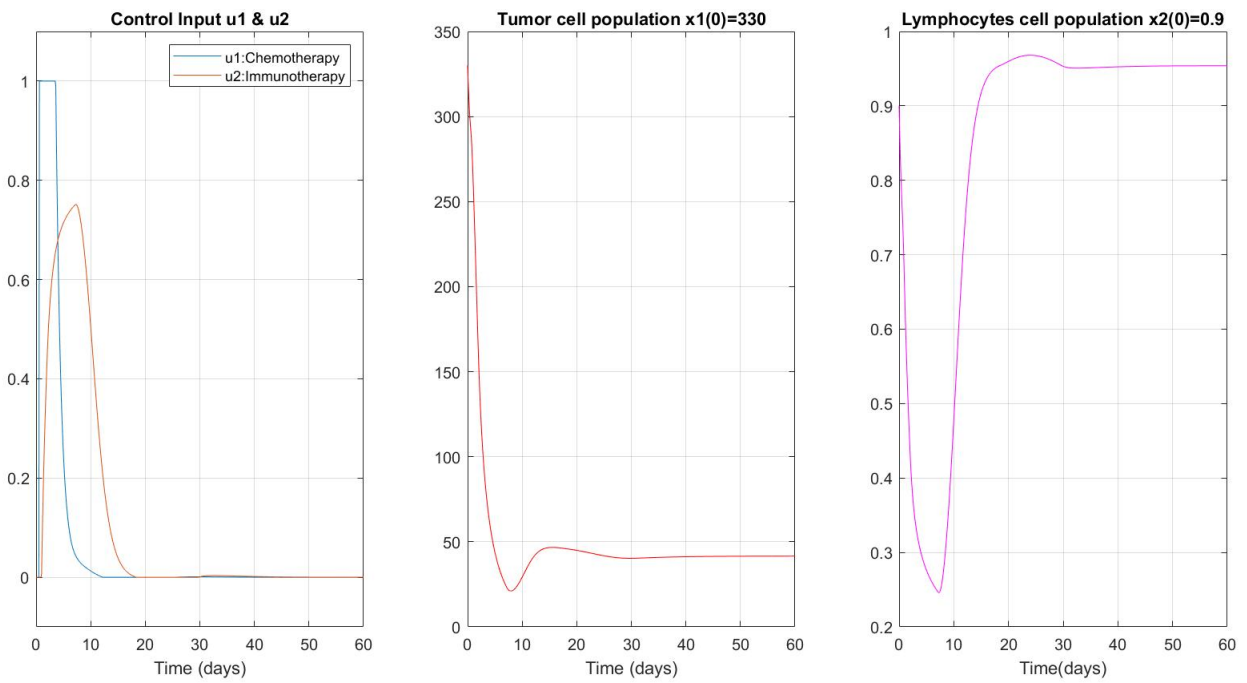 Control Input u1 & u2
u1:Chemotherapy
u2:Immunotherapy
1
0.8
0.6
0.4
0.2
0
0 10 20 30 40 50 60
Time (days)
Tumor cell population x1(0)=330
350
300
250
200
150
100
50
0
0 10 20 30 40 50 60
Time (days)
Lymphocytes cell population x2(0)=0.9
1
0.9
0.8
0.7
0.6
0.5
0.4
0.3
0.2
0 10 20 30 40 50 60
Time(days)